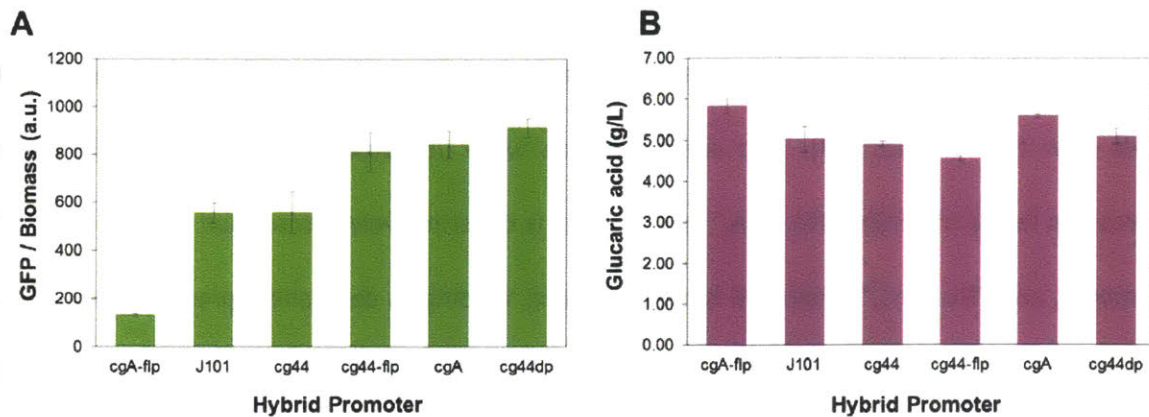 A
GFP / Biomass (a.u.)
1200
1000
800
600
400
200
0
cgA-flp J101 cg44 cg44-flp cgA cg44dp
Hybrid Promoter
B
Glucaric acid (g/L)
7.00
6.00
5.00
4.00
3.00
2.00
1.00
0.00
cgA-flp J101 cg44 cg44-flp cgA cg44dp
Hybrid Promoter